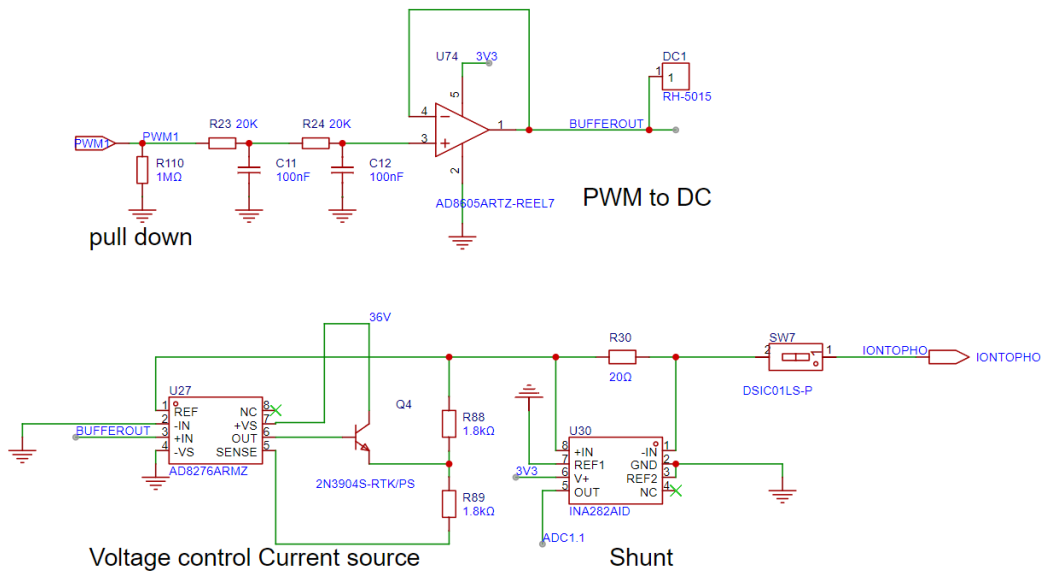 U74
3V3
DC1
1
1
RH-5015
5
4
1
BUFFEROUT
3
2
R23 20K
R24 20K
PWM1
PWM1
R110
1MΩ
C11
100nF
C12
100nF
AD8605ARTZ-REEL7
PWM to DC
pull down
36V
R30
20Ω
SW7
2
1
IONTOPHO
IONTOPHO
DSIC01LS-P
U27
1 REF NC 8
2 -IN +VS 7
3 +IN OUT 6
4 -VS SENSE 5
BUFFEROUT
AD8276ARMZ
Q4
2N3904S-RTK/PS
R88
1.8kΩ
R89
1.8kΩ
U30
8 +IN -IN 1
7 REF1 GND 2
6 V+ REF2 3
5 OUT NC 4
3V3
INA282AID
ADC1.1
Voltage control Current source
Shunt